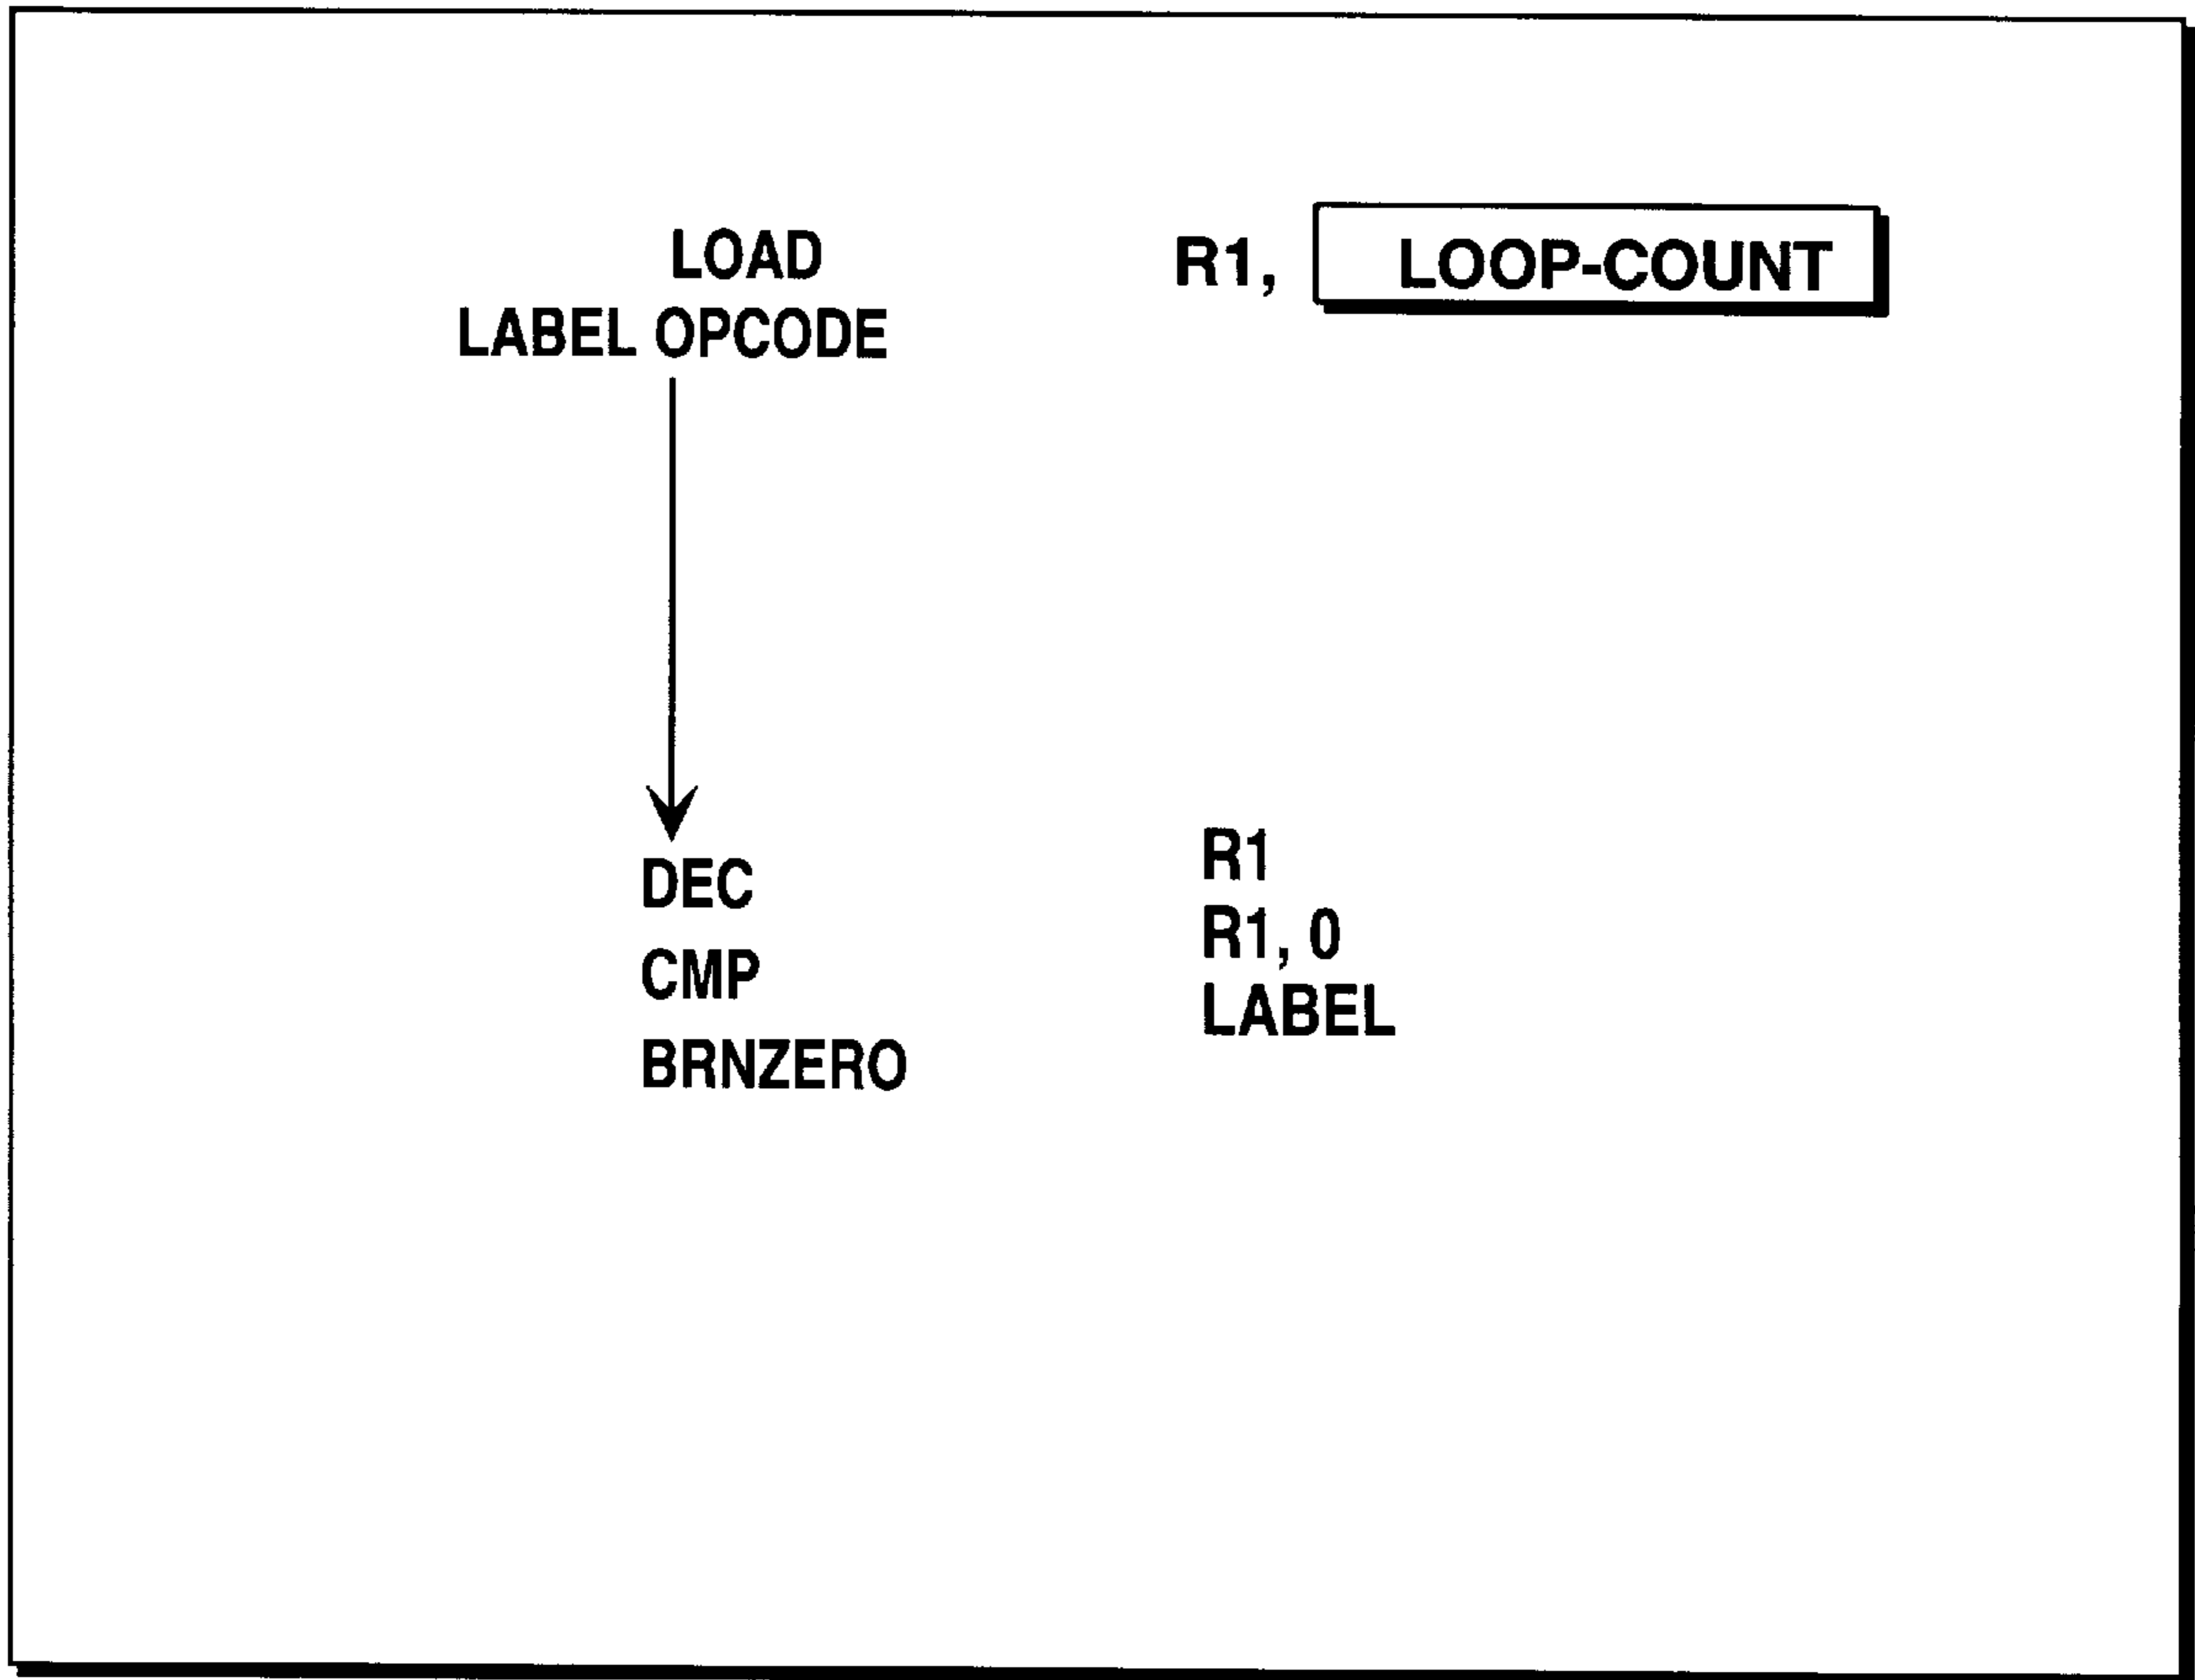 LOAD R1, LOOP-COUNT
LABEL OPCODE
DEC R1
CMP R1, 0
BRNZERO LABEL